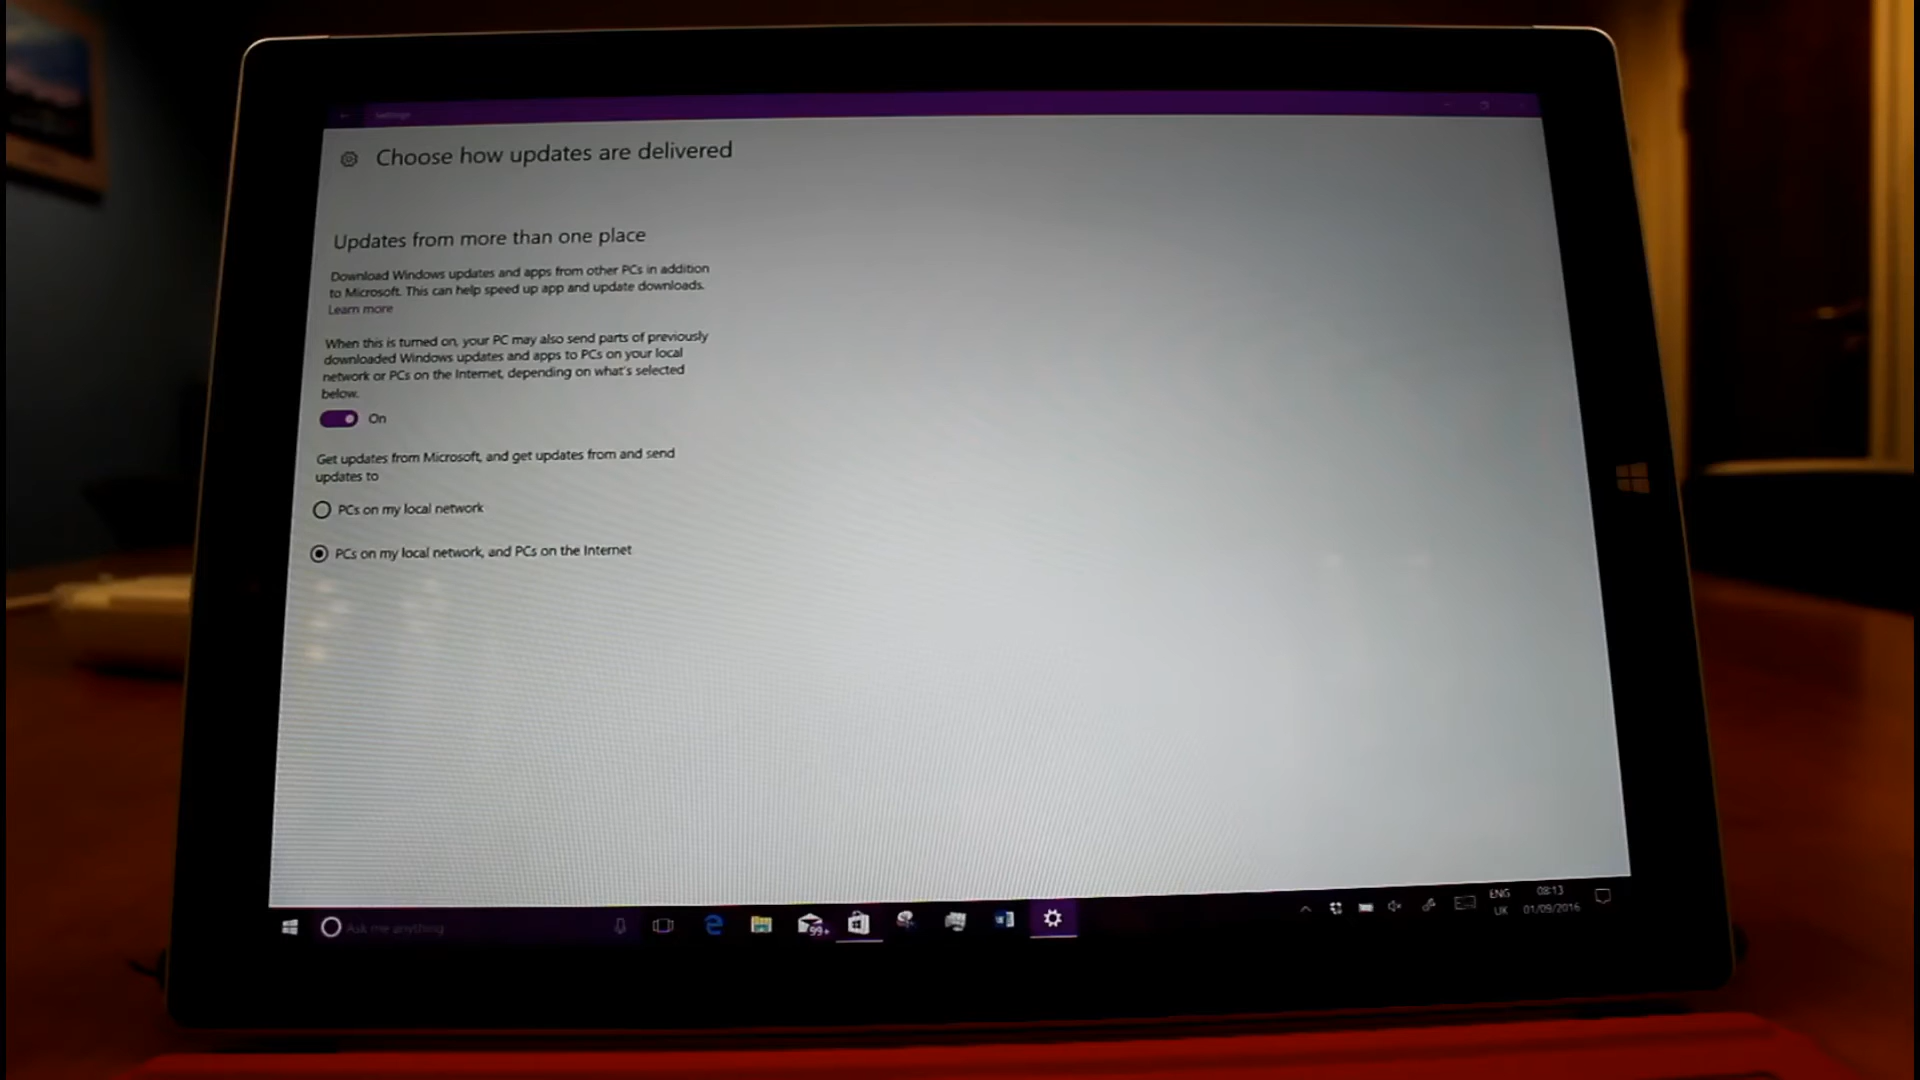 Settings
Choose how updates are delivered
Updates from more than one place
Download Windows updates and apps from other PCs in addition
to Microsoft. This can help speed up app and update downloads.
Learn more
When this is turned on, your PC may also send parts of previously
downloaded Windows updates and apps to PCs on your local
network or PCs on the Internet, depending on what's selected
below.
On
Get updates from Microsoft, and get updates from and send
updates to
PCs on my local network
PCs on my local network, and PCs on the Internet
Ask me anything
99+
ENG
UK
08:13
01/09/2016